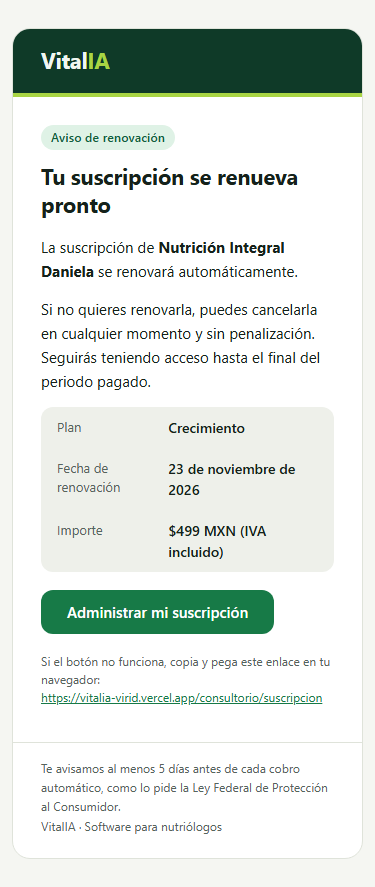 VitalIA
Aviso de renovación
Tu suscripción se renueva
pronto
La suscripción de Nutrición Integral
Daniela se renovará automáticamente.
Si no quieres renovarla, puedes cancelarla
en cualquier momento y sin penalización.
Seguirás teniendo acceso hasta el final del
periodo pagado.
Plan Crecimiento
Fecha de renovación 23 de noviembre de 2026
Importe $499 MXN (IVA incluido)
Administrar mi suscripción
Si el botón no funciona, copia y pega este enlace en tu
navegador:
https://vitalia-virid.vercel.app/consultorio/suscripcion
Te avisamos al menos 5 días antes de cada cobro
automático, como lo pide la Ley Federal de Protección
al Consumidor.
VitalIA · Software para nutriólogos